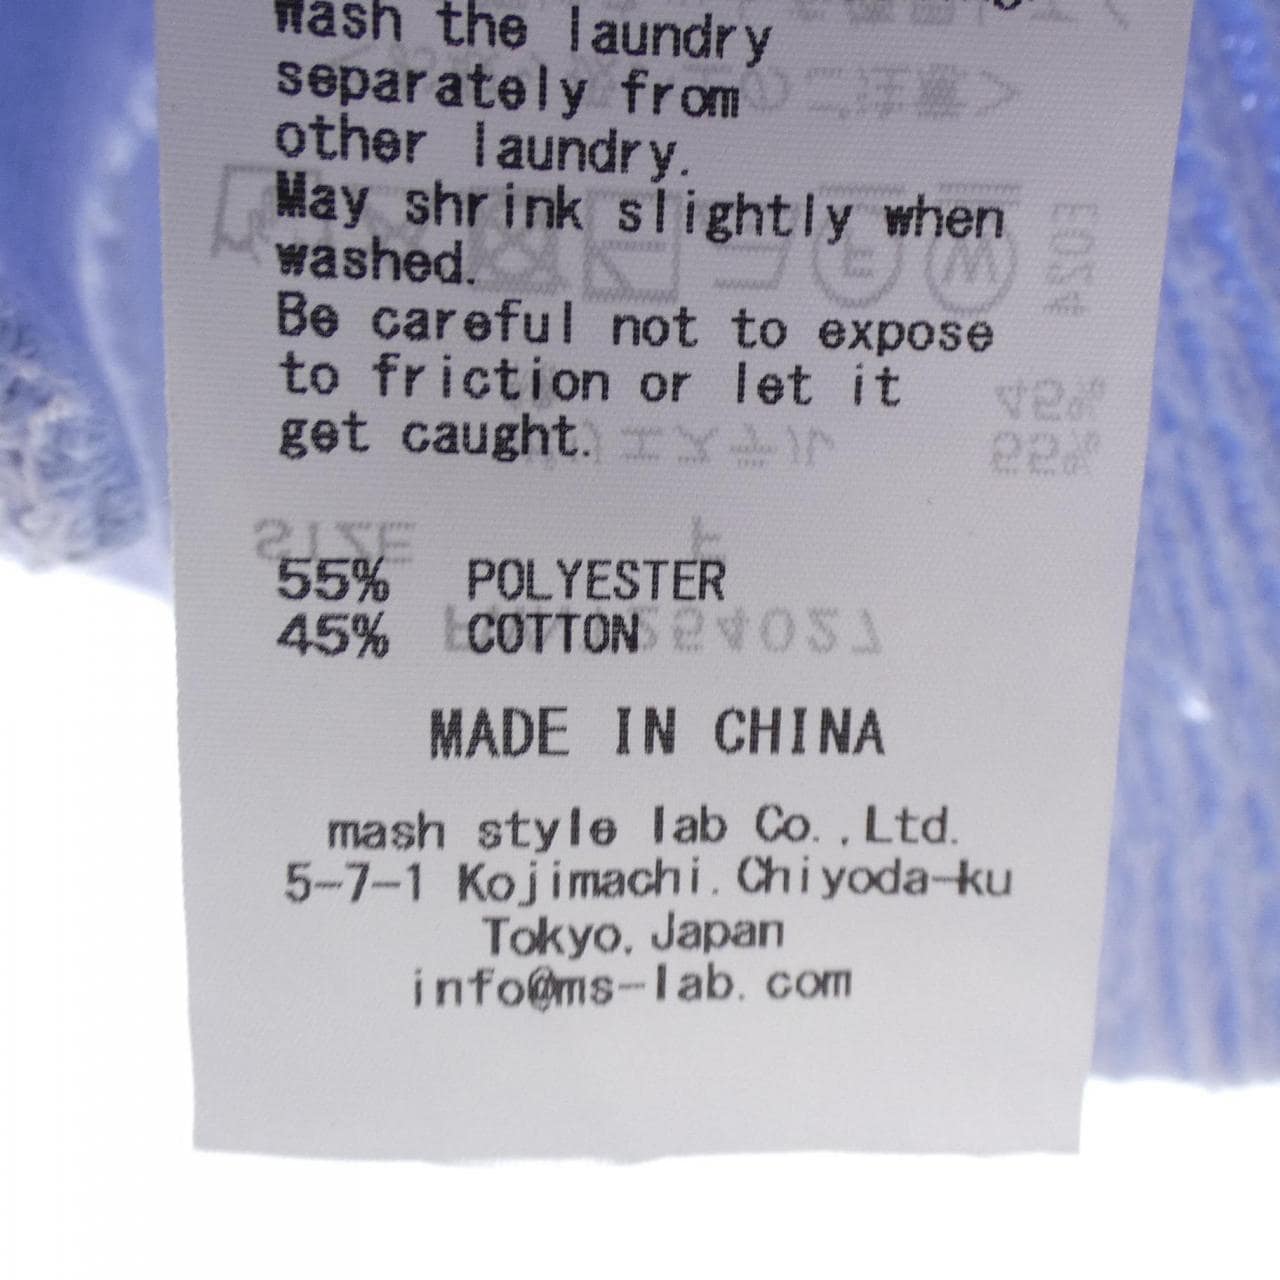 Wash the laundry
separately from
other laundry.
May shrink slightly when
washed.
Be careful not to expose
to friction or let it
get caught.
55% POLYESTER
45% COTTON
MADE IN CHINA
mash style lab Co.,Ltd.
5-7-1 Kojimachi.Chiyoda-ku
Tokyo.Japan
info@ms-lab.com